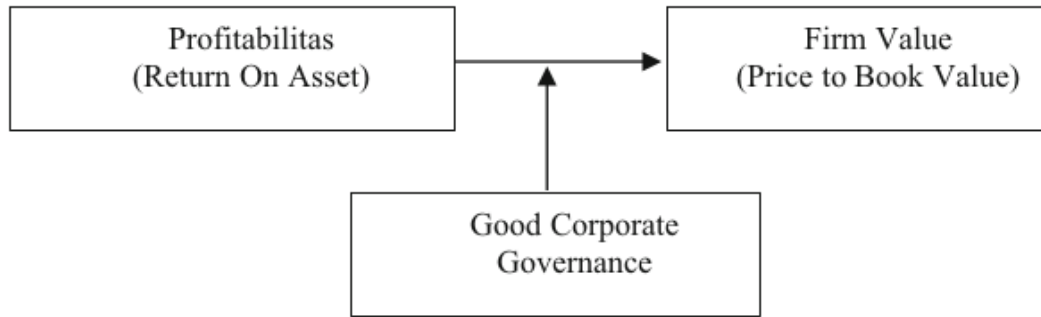 Profitabilitas
(Return On Asset)
Firm Value
(Price to Book Value)
Good Corporate
Governance